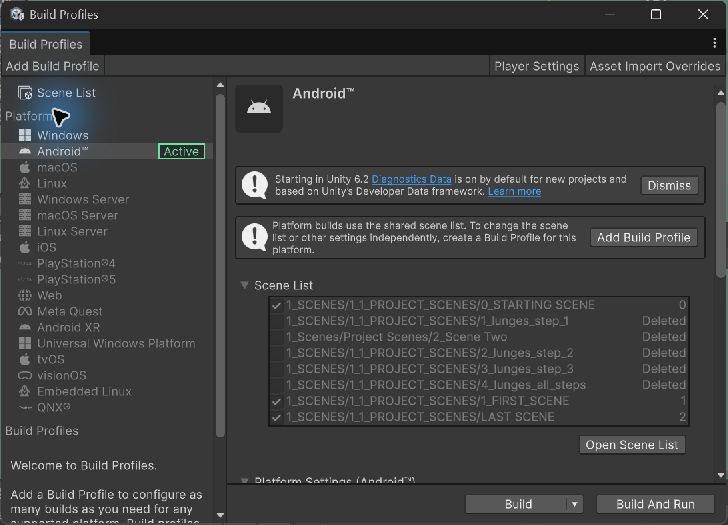 Build Profiles
Build Profiles
Add Build Profile
Player Settings
Asset Import Overrides
Scene List
Platform
Windows
Android™
Active
macOS
Linux
Windows Server
macOS Server
Linux Server
iOS
PlayStation®4
PlayStation®5
Web
Meta Quest
Android XR
Universal Windows Platform
tvOS
visionOS
Embedded Linux
QNX®
Build Profiles
Welcome to Build Profiles.
Add a Build Profile to configure as
many builds as you need for any
supported platform. Build profiles
Android™
Starting in Unity 6.2 Diagnostics Data is on by default for new projects and
based on Unity's Developer Data framework. Learn more
Dismiss
Platform builds use the shared scene list. To change the scene
list or other settings independently, create a Build Profile for this
platform.
Add Build Profile
Scene List
1_SCENES/1_1_PROJECT_SCENES/0_STARTING SCENE 0
1_SCENES/1_1_PROJECT_SCENES/1_lunges_step_1 Deleted
1_Scenes/Project Scenes/2_Scene Two Deleted
1_SCENES/1_1_PROJECT_SCENES/2_lunges_step_2 Deleted
1_SCENES/1_1_PROJECT_SCENES/3_lunges_step_3 Deleted
1_SCENES/1_1_PROJECT_SCENES/4_lunges_all_steps Deleted
1_SCENES/1_1_PROJECT_SCENES/1_FIRST_SCENE 1
1_SCENES/1_1_PROJECT_SCENES/LAST SCENE 2
Open Scene List
Platform Settings (Android™)
Build
Build And Run